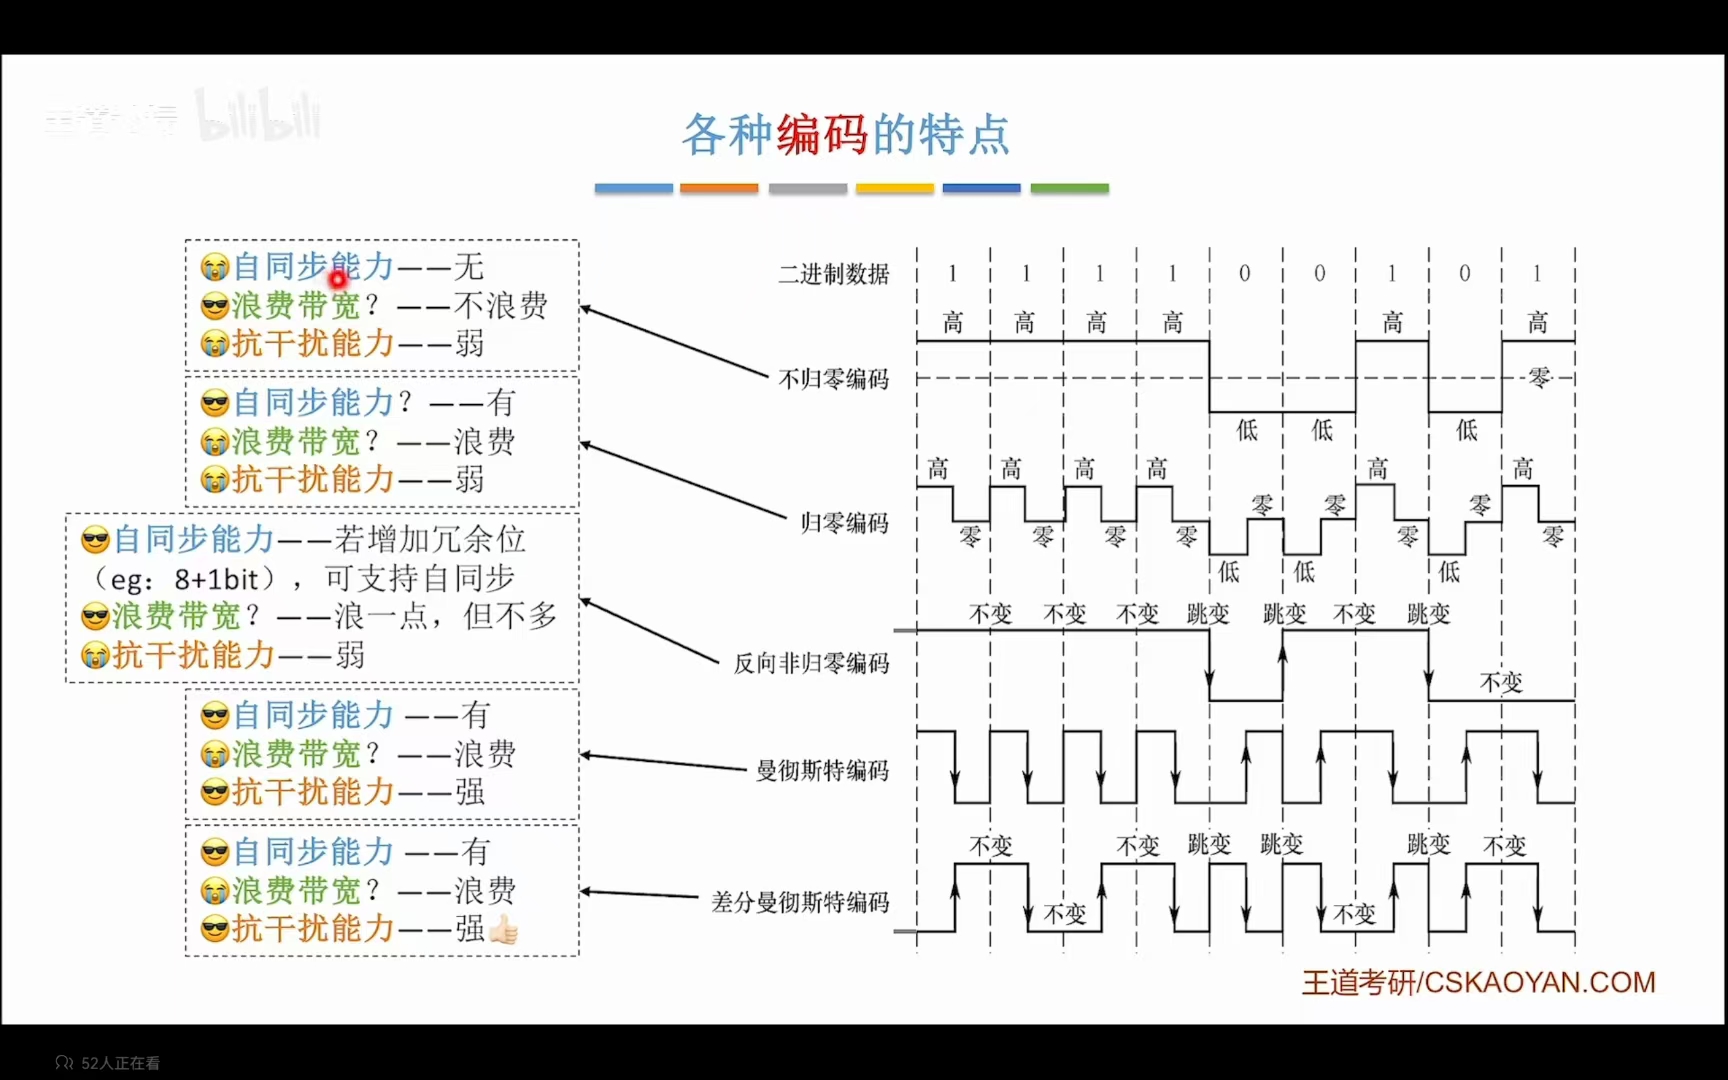 bilibili
各种编码的特点
自同步能力——无
浪费带宽？——不浪费
抗干扰能力——弱
自同步能力？——有
浪费带宽？——浪费
抗干扰能力——弱
自同步能力——若增加冗余位
（eg：8+1bit），可支持自同步
浪费带宽？——浪一点，但不多
抗干扰能力——弱
自同步能力 ——有
浪费带宽？——浪费
抗干扰能力——强
自同步能力 ——有
浪费带宽？——浪费
抗干扰能力——强👍🏻
二进制数据 1 1 1 1 0 0 1 0 1
高 高 高 高 高 高
不归零编码 零
低 低 低
高 高 高 高 高 高
零 零 零
归零编码 零 零 零 零 零 零
低 低 低
不变 不变 不变 跳变 跳变 不变 跳变
反向非归零编码 不变
曼彻斯特编码
不变 不变 跳变 跳变 跳变 不变
差分曼彻斯特编码 不变 不变
王道考研/CSKAOYAN.COM
52人正在看